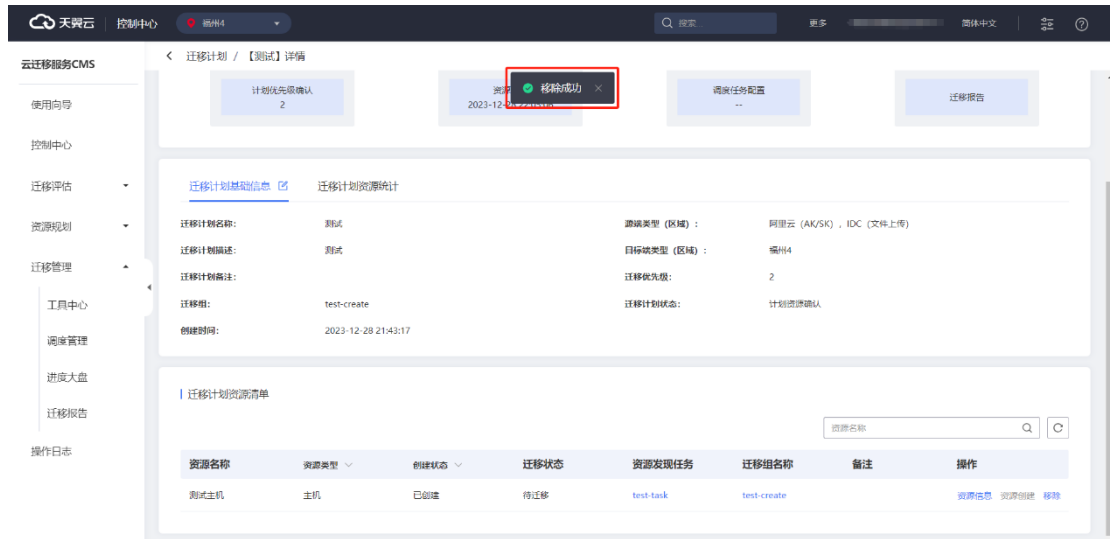 天翼云 控制中心 福州4 搜索... 更多 简体中文
云迁移服务CMS
迁移计划 / 【测试】详情
使用向导
控制中心
迁移评估
资源规划
迁移管理
工具中心
调度管理
进度大盘
迁移报告
操作日志
计划优先级确认
2
移除成功
2023-12-28
调度任务配置
--
迁移报告
迁移计划基础信息 迁移计划资源统计
迁移计划名称: 测试 源端类型 (区域) : 阿里云 (AK/SK) , IDC (文件上传)
迁移计划描述: 测试 目标端类型 (区域) : 福州4
迁移计划备注: 迁移优先级: 2
迁移组: test-create 迁移计划状态: 计划资源确认
创建时间: 2023-12-28 21:43:17
迁移计划资源清单
资源名称
资源名称 资源类型 创建状态 迁移状态 资源发现任务 迁移组名称 备注 操作
测试主机 主机 已创建 待迁移 test-task test-create 资源信息 资源创建 移除